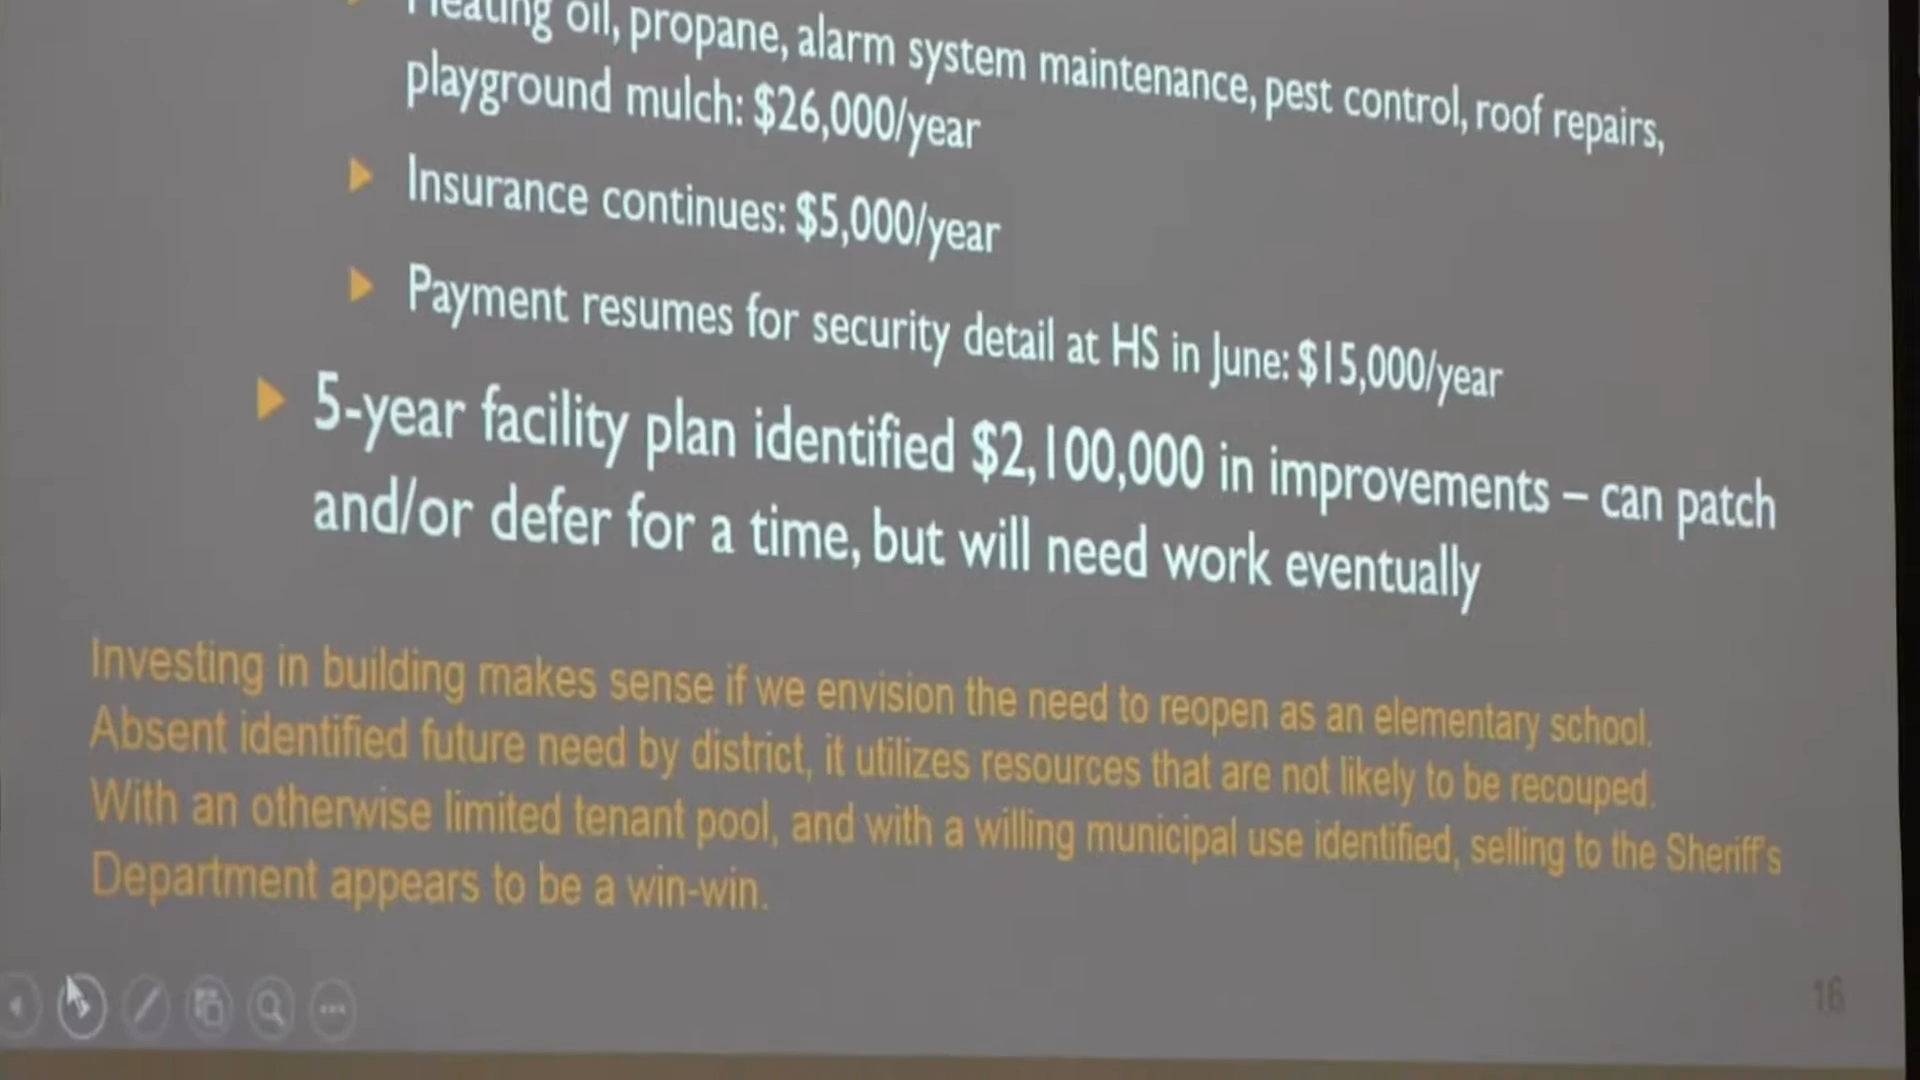 Heating oil, propane, alarm system maintenance, pest control, roof repairs,
playground mulch: $26,000/year
Insurance continues: $5,000/year
Payment resumes for security detail at HS in June: $15,000/year
5-year facility plan identified $2,100,000 in improvements – can patch
and/or defer for a time, but will need work eventually
Investing in building makes sense if we envision the need to reopen as an elementary school.
Absent identified future need by district, it utilizes resources that are not likely to be recouped.
With an otherwise limited tenant pool, and with a willing municipal use identified, selling to the Sheriff's
Department appears to be a win-win.
16